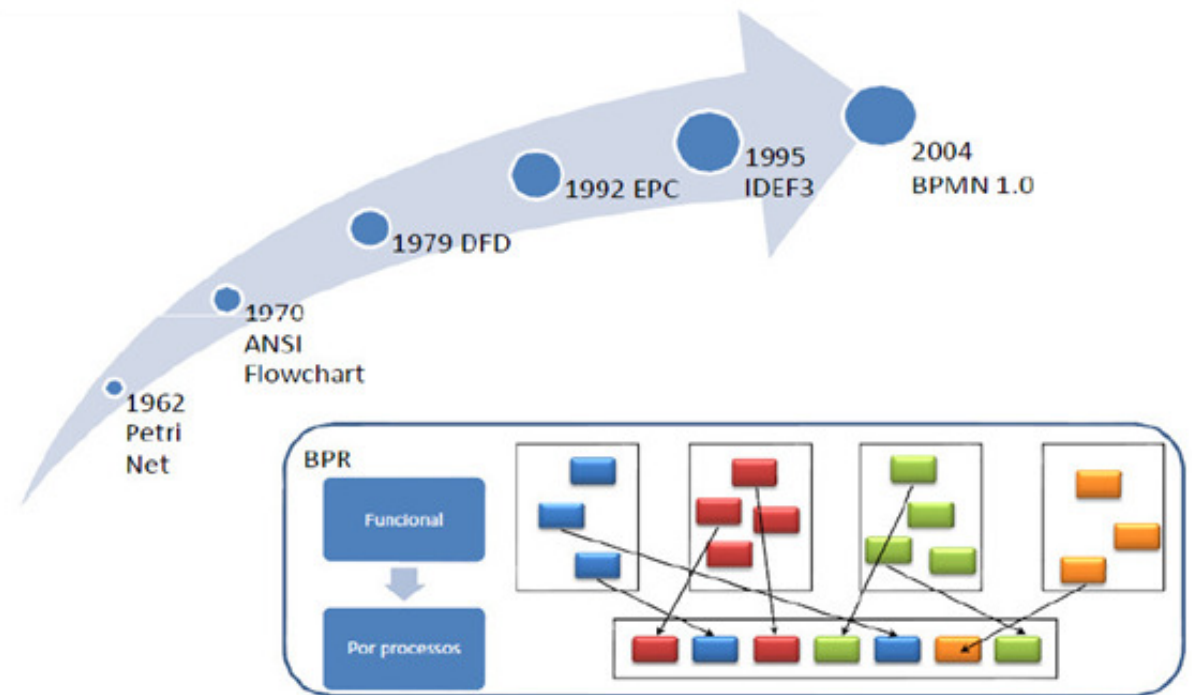 1962
Petri
Net
1970
ANSI
Flowchart
1979 DFD
1992 EPC
1995
IDEF3
2004
BPMN 1.0
BPR
Funcional
Por processos